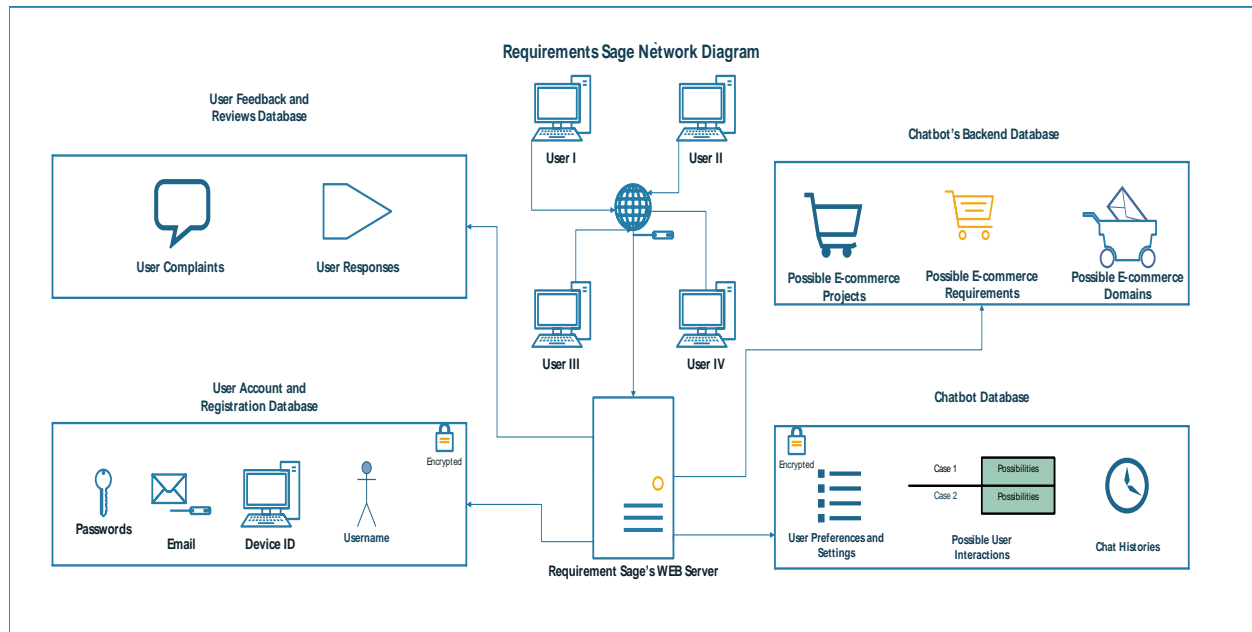 Requirements Sage Network Diagram
User Feedback and
Reviews Database
User Complaints
User Responses
User I
User II
User III
User IV
Chatbot's Backend Database
Possible E-commerce
Projects
Possible E-commerce
Requirements
Possible E-commerce
Domains
User Account and
Registration Database
Encrypted
Passwords
Email
Device ID
Username
Requirement Sage's WEB Server
Chatbot Database
Encrypted
User Preferences and
Settings
Case 1
Possibilities
Case 2
Possibilities
Possible User
Interactions
Chat Histories